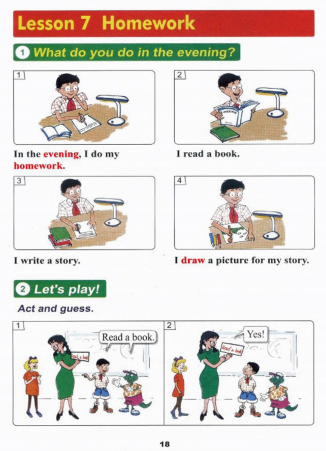 Lesson 7 Homework
1 What do you do in the evening?
1
2
In the evening, I do my
homework.
I read a book.
3
4
I write a story.
I draw a picture for my story.
2 Let's play!
Act and guess.
1
Read a book.
2
Yes!
18